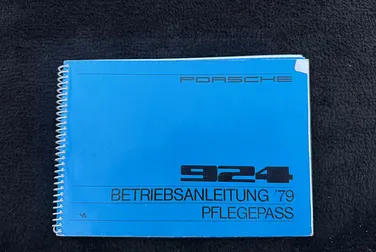 PORSCHE
924
BETRIEBSANLEITUNG '79
PFLEGEPASS